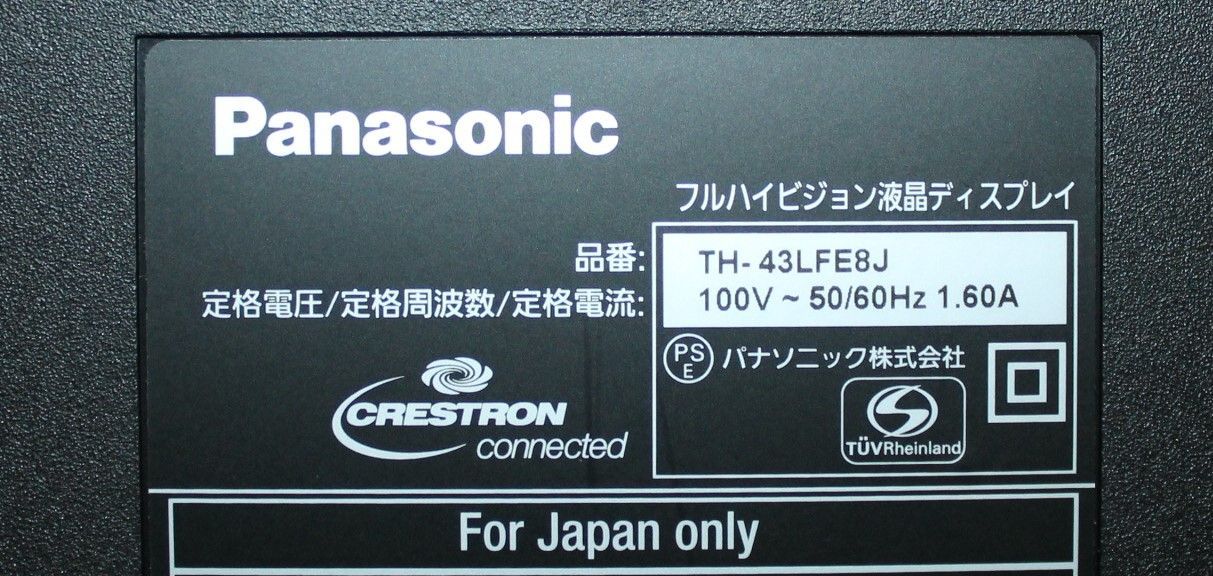 Panasonic
フルハイビジョン液晶ディスプレイ
品番: TH- 43LFE8J
定格電圧/定格周波数/定格電流: 100V ~ 50/60Hz 1.60A
PS E パナソニック株式会社
CRESTRON
connected
TÜVRheinland
For Japan only